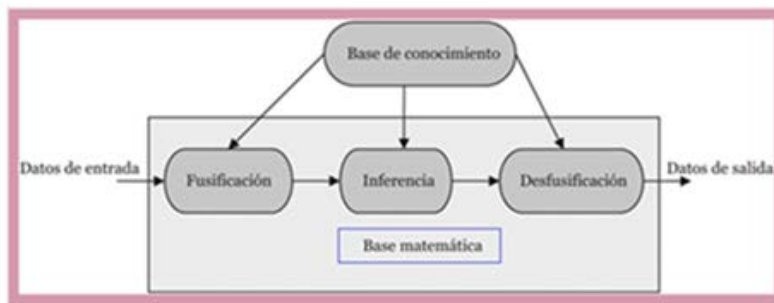 Base de conocimiento
Datos de entrada
Fusificación
Inferencia
Desfusificación
Datos de salida
Base matemática